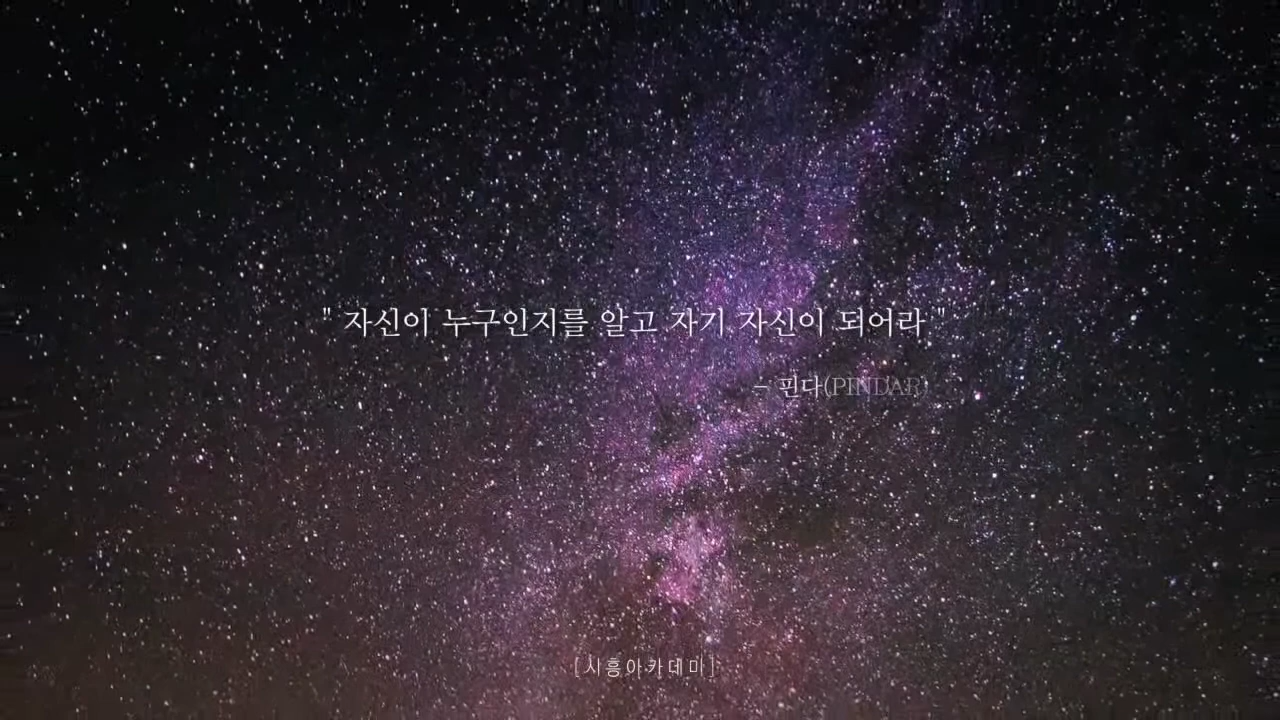 " 자신이 누구인지를 알고 자기 자신이 되어라 "
- 핀다(PINDAR)
[시흥아카데미]